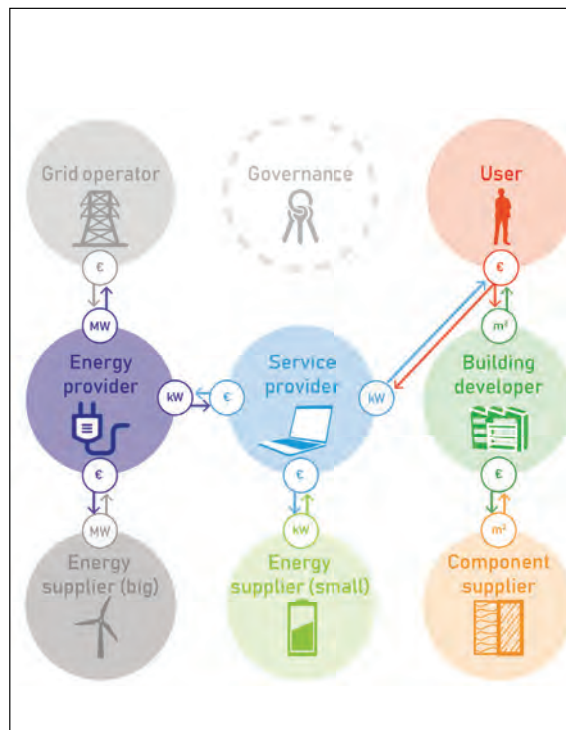 Grid operator
Governance
User
€
€
MW
m²
Energy
provider
Service
provider
Building
developer
kW
€
kW
€
€
€
MW
kW
m²
Energy
supplier (big)
Energy
supplier (small)
Component
supplier